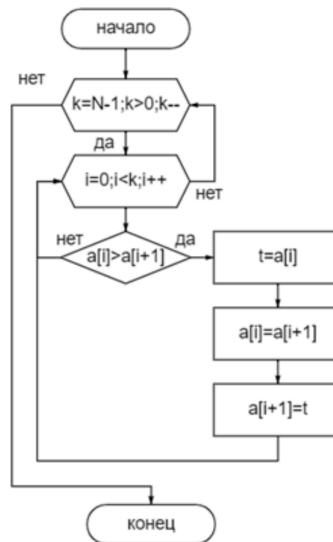 начало
нет
k=N-1;k>0;k--
да
i=0;i<k;i++
нет
нет
да
a[i]>a[i+1]
t=a[i]
a[i]=a[i+1]
a[i+1]=t
конец